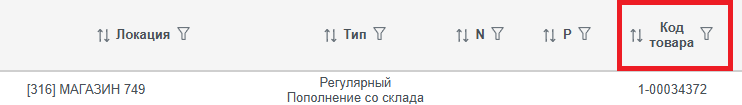 Локация Тип N P Код
товара
[316] МАГАЗИН 749 Регулярный 1-00034372
Пополнение со склада